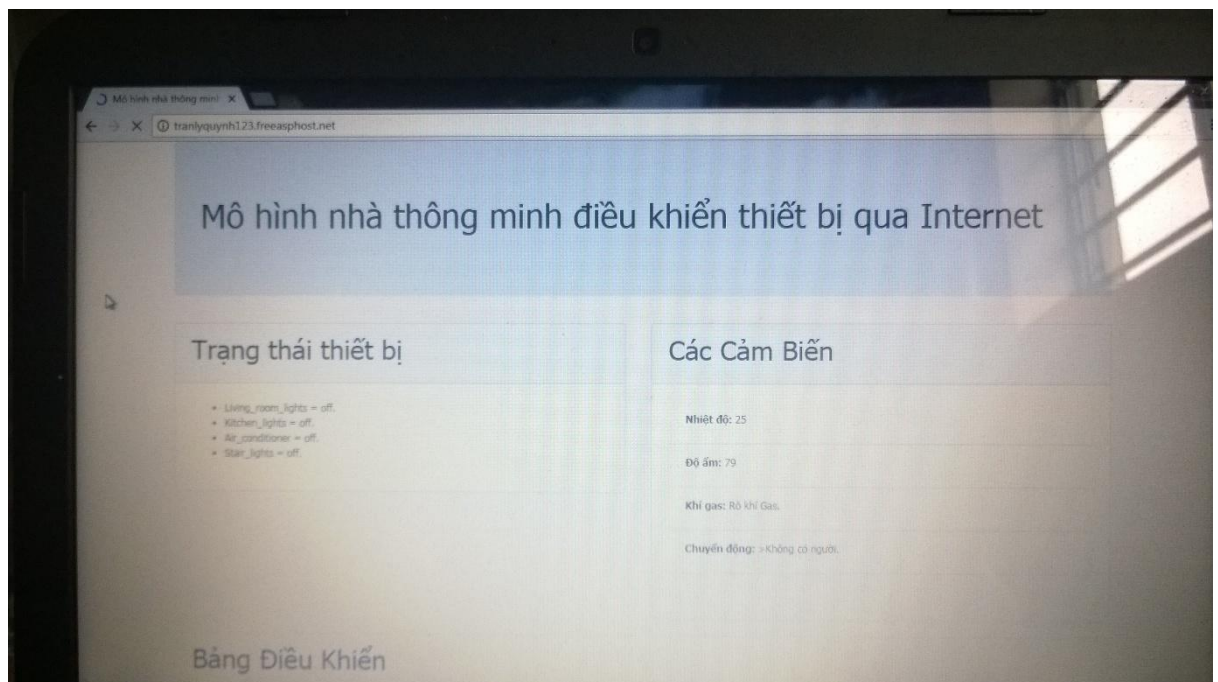 Mô hình nhà thông minh
tranlyquynh123.freeasphost.net
Mô hình nhà thông minh điều khiển thiết bị qua Internet
Trạng thái thiết bị
Living_room_lights = off.
Kitchen_lights = off.
Air_conditioner = off.
Stair_lights = off.
Các Cảm Biến
Nhiệt độ: 25
Độ ẩm: 79
Khí gas: Rò khí Gas.
Chuyển động: >Không có người.
Bảng Điều Khiển